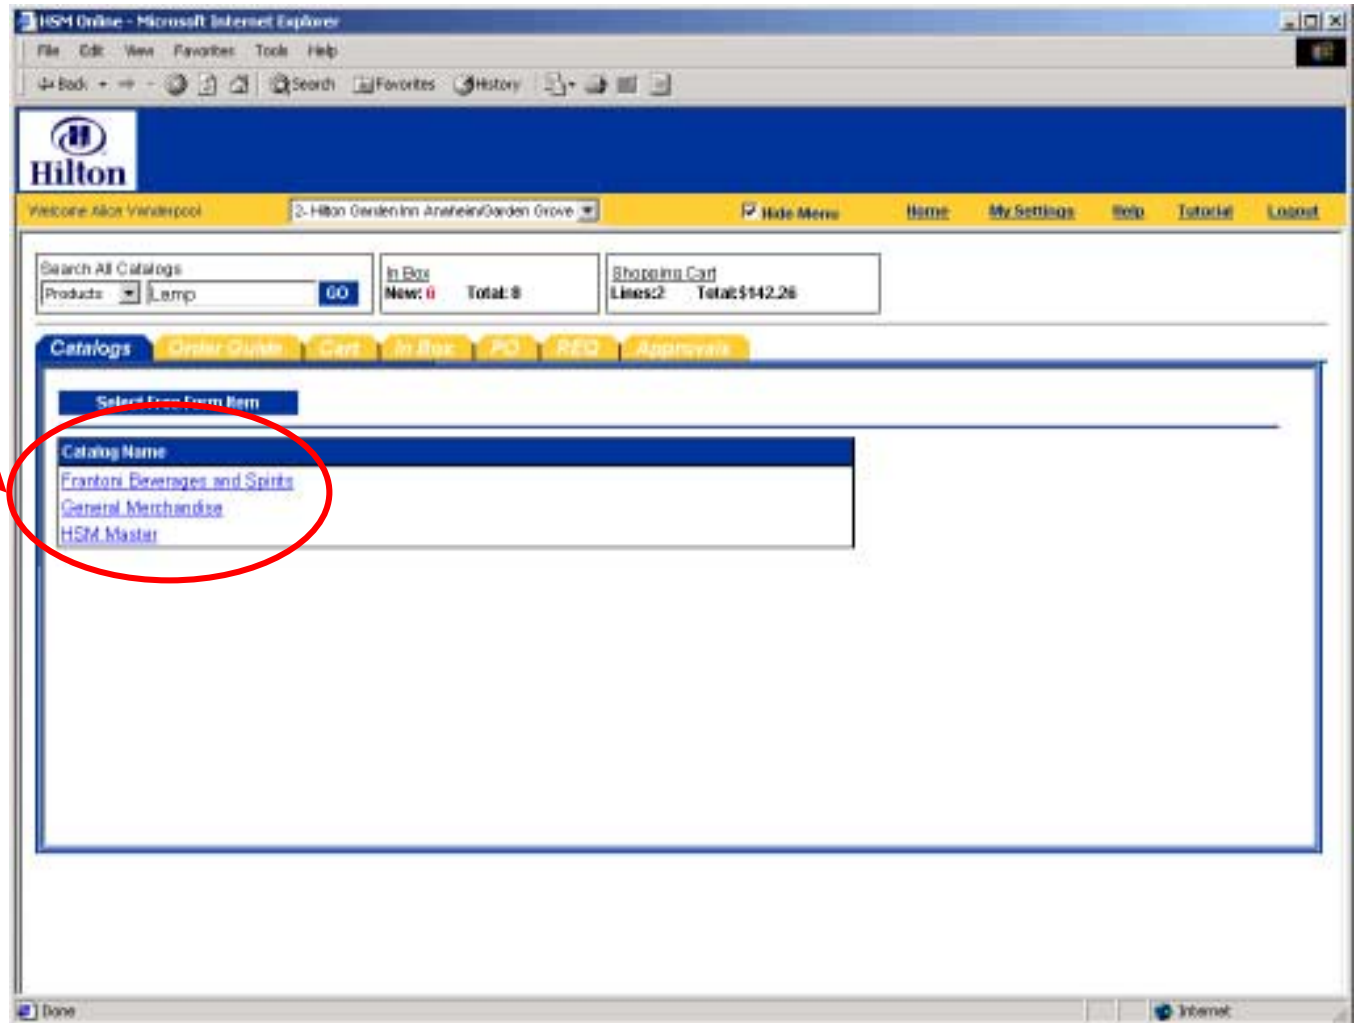 HSM Online - Microsoft Internet Explorer
File Edit View Favorites Tools Help
Back Search Favorites History
Hilton
Welcome Alice Vanderpool 2- Hilton Garden Inn Anaheim/Garden Grove Hide Menu Home My Settings Help Tutorial Logout
Search All Catalogs In Box Shopping Cart
Products Lamp GO New: 0 Total: 8 Lines:2 Total:$142.26
Catalogs Order Guide Cart In Box PO REQ Approvals
Select Free Form Item
Catalog Name
Frantoni Beverages and Spirits
General Merchandise
HSM Master
Done Internet